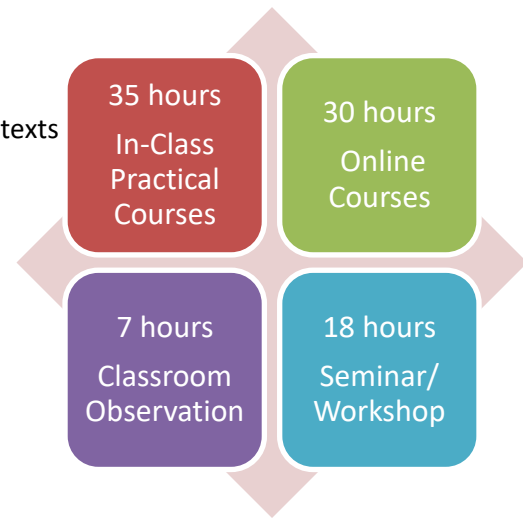 texts
35 hours
In-Class
Practical
Courses
30 hours
Online
Courses
7 hours
Classroom
Observation
18 hours
Seminar/
Workshop